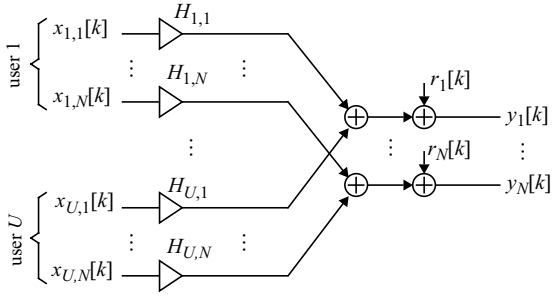 user 1
x_{1,1}[k] H_{1,1}
⋮ ⋮
x_{1,N}[k] H_{1,N}
⋮
r_1[k]
+ + y_1[k]
⋮ ⋮
r_N[k]
+ + y_N[k]
user U
x_{U,1}[k] H_{U,1}
⋮ ⋮
x_{U,N}[k] H_{U,N}